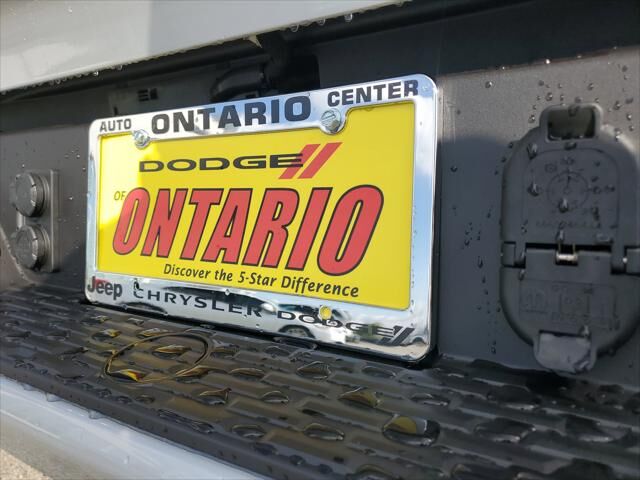 AUTO ONTARIO CENTER
DODGE
OF ONTARIO
Discover the 5-Star Difference
Jeep CHRYSLER DODGE